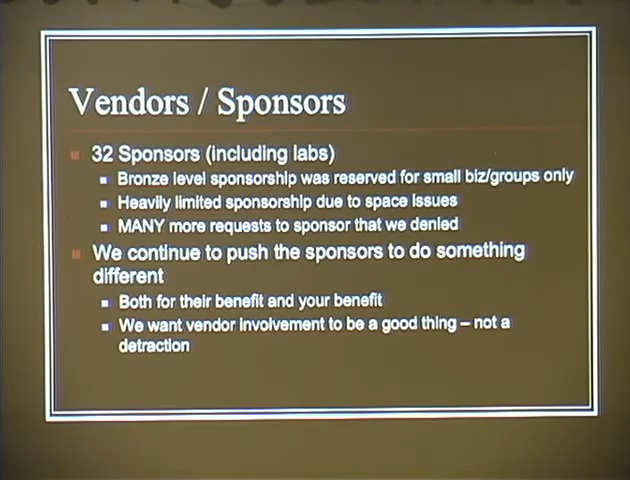 Vendors / Sponsors
32 Sponsors (including labs)
Bronze level sponsorship was reserved for small biz/groups only
Heavily limited sponsorship due to space issues
MANY more requests to sponsor that we denied
We continue to push the sponsors to do something
different
Both for their benefit and your benefit
We want vendor involvement to be a good thing – not a
detraction